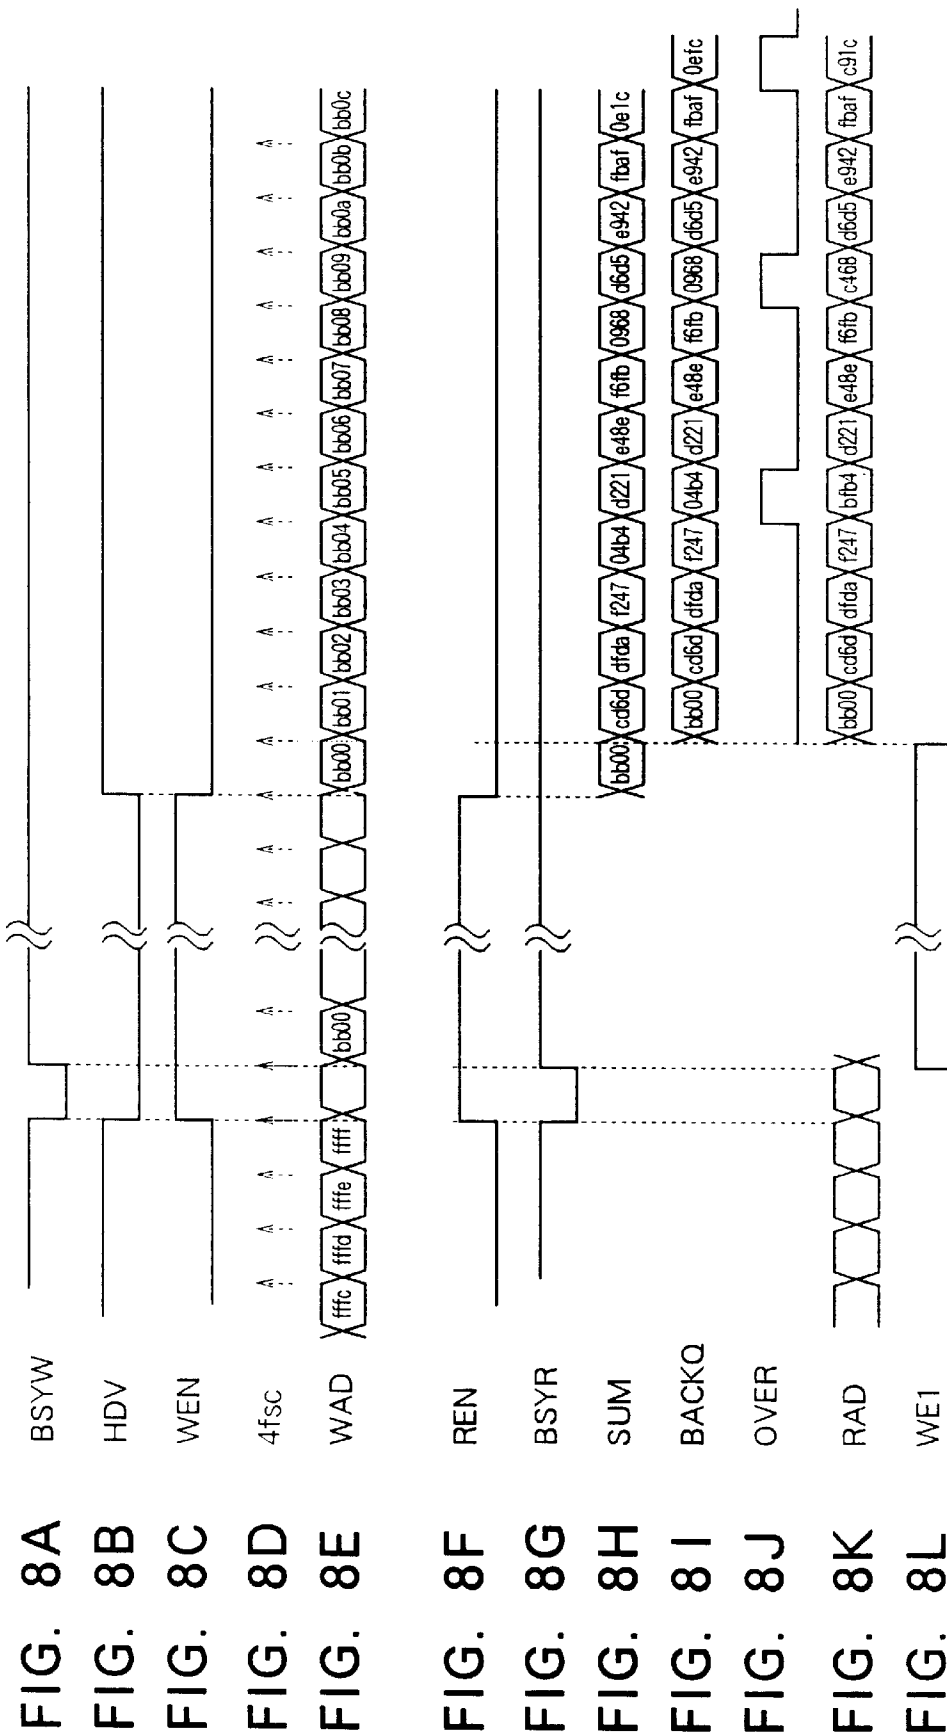 FIG. 8A BSYW
FIG. 8B HDV
FIG. 8C WEN
FIG. 8D 4fsc
FIG. 8E WAD fffc fffd fffe ffff bb00 bb00 bb01 bb02 bb03 bb04 bb05 bb06 bb07 bb08 bb09 bb0a bb0b bb0c
FIG. 8F REN
FIG. 8G BSYR
FIG. 8H SUM bb00 cd6d dfda f247 04b4 d221 e48e f6fb 0968 d6d5 e942 fbaf 0e1c
FIG. 8I BACKQ bb00 cd6d dfda f247 04b4 d221 e48e f6fb 0968 d6d5 e942 fbaf 0efc
FIG. 8J OVER
FIG. 8K RAD bb00 cd6d dfda f247 bfb4 d221 e48e f6fb c468 d6d5 e942 fbaf c91c
FIG. 8L WE1